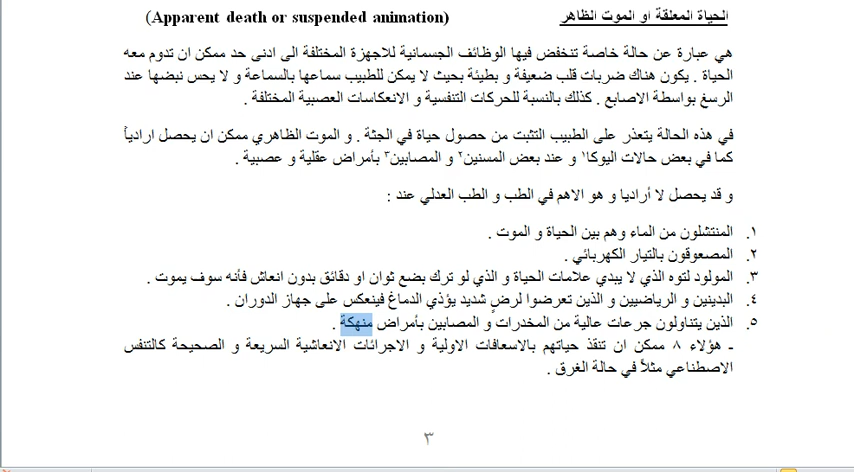 الحياة المعلقة او الموت الظاهر (Apparent death or suspended animation)
هي عبارة عن حالة خاصة تنخفض فيها الوظائف الجسمانية للاجهزة المختلفة الى ادنى حد ممكن ان تدوم معه
الحياة . يكون هناك ضربات قلب ضعيفة و بطيئة بحيث لا يمكن للطبيب سماعها بالسماعة و لا يحس نبضها عند
الرسغ بواسطة الاصابع . كذلك بالنسبة للحركات التنفسية و الانعكاسات العصبية المختلفة .
في هذه الحالة يتعذر على الطبيب التثبت من حصول حياة في الجثة . و الموت الظاهري ممكن ان يحصل ارادياً
كما في بعض حالات اليوكا١ و عند بعض المسنين٢ و المصابين٣ بأمراض عقلية و عصبية .
و قد يحصل لا أراديا و هو الاهم في الطب و الطب العدلي عند :
١. المنتشلون من الماء وهم بين الحياة و الموت .
٢. المصعوقون بالتيار الكهربائي .
٣. المولود لتوه الذي لا يبدي علامات الحياة و الذي لو ترك بضع ثوان او دقائق بدون انعاش فأنه سوف يموت .
٤. البدينين و الرياضيين و الذين تعرضوا لرضٍ شديد يؤذي الدماغ فينعكس على جهاز الدوران .
٥. الذين يتناولون جرعات عالية من المخدرات و المصابين بأمراض منهكة .
ـ هؤلاء ٨ ممكن ان تنقذ حياتهم بالاسعافات الاولية و الاجرائات الانعاشية السريعة و الصحيحة كالتنفس
الاصطناعي مثلاً في حالة الغرق .
٣